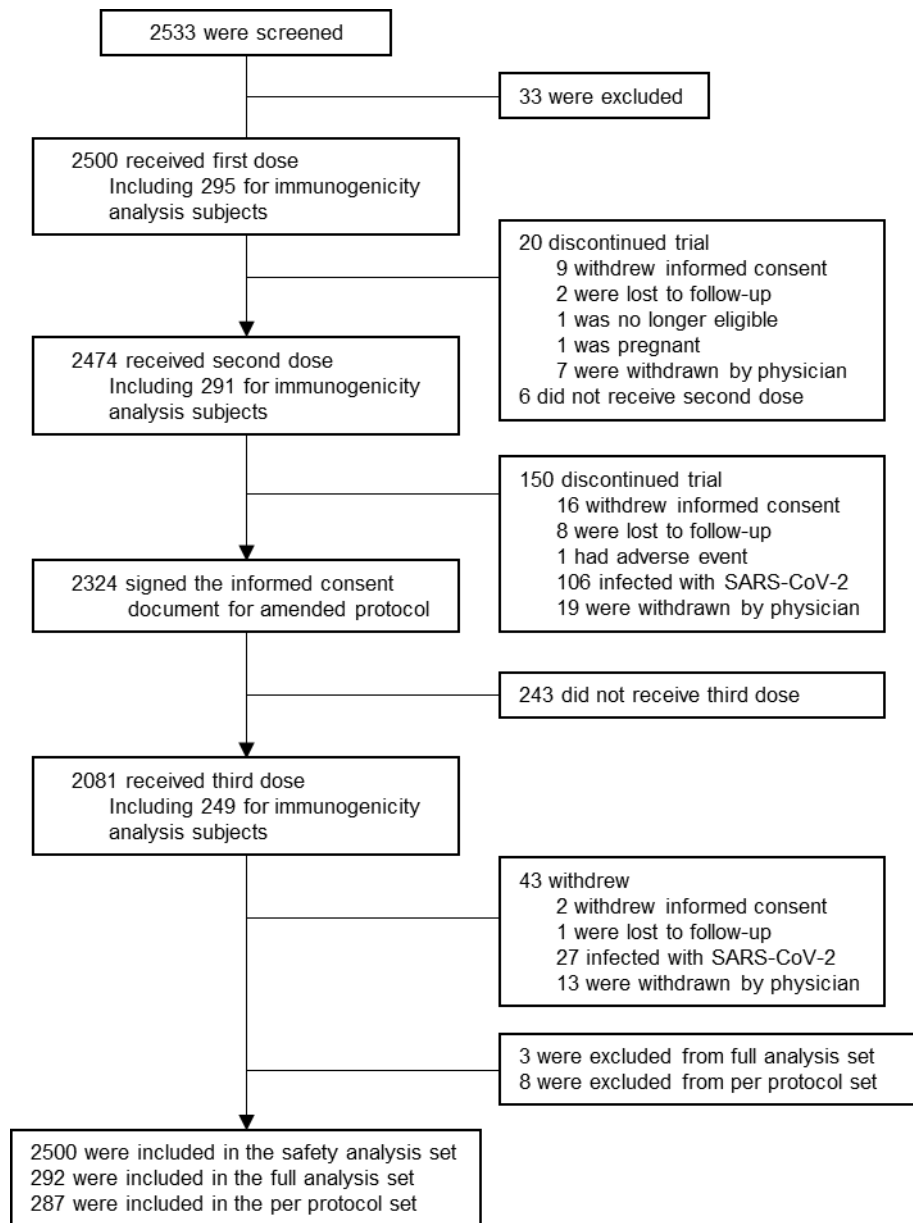 2533 were screened
33 were excluded
2500 received first dose
Including 295 for immunogenicity
analysis subjects
20 discontinued trial
9 withdrew informed consent
2 were lost to follow-up
1 was no longer eligible
1 was pregnant
7 were withdrawn by physician
6 did not receive second dose
2474 received second dose
Including 291 for immunogenicity
analysis subjects
150 discontinued trial
16 withdrew informed consent
8 were lost to follow-up
1 had adverse event
106 infected with SARS-CoV-2
19 were withdrawn by physician
2324 signed the informed consent
document for amended protocol
243 did not receive third dose
2081 received third dose
Including 249 for immunogenicity
analysis subjects
43 withdrew
2 withdrew informed consent
1 were lost to follow-up
27 infected with SARS-CoV-2
13 were withdrawn by physician
3 were excluded from full analysis set
8 were excluded from per protocol set
2500 were included in the safety analysis set
292 were included in the full analysis set
287 were included in the per protocol set